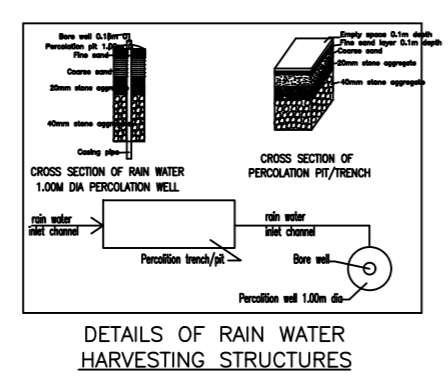 Bore well 0.15m
Percolation pit 1.00
Fine sand
Coarse sand
20mm stone aggrega
40mm stone aggregat
Casing pipe
CROSS SECTION OF RAIN WATER
1.00M DIA PERCOLATION WELL
Empty space 0.1m depth
Fine sand layer 0.1m depth
Coarse sand
20mm stone aggregate
40mm stone aggregate
CROSS SECTION OF
PERCOLATION PIT/TRENCH
rain water
inlet channel
Percolition trench/pit
rain water
inlet channel
Bore well
Percolition well 1.00m dia
DETAILS OF RAIN WATER
HARVESTING STRUCTURES